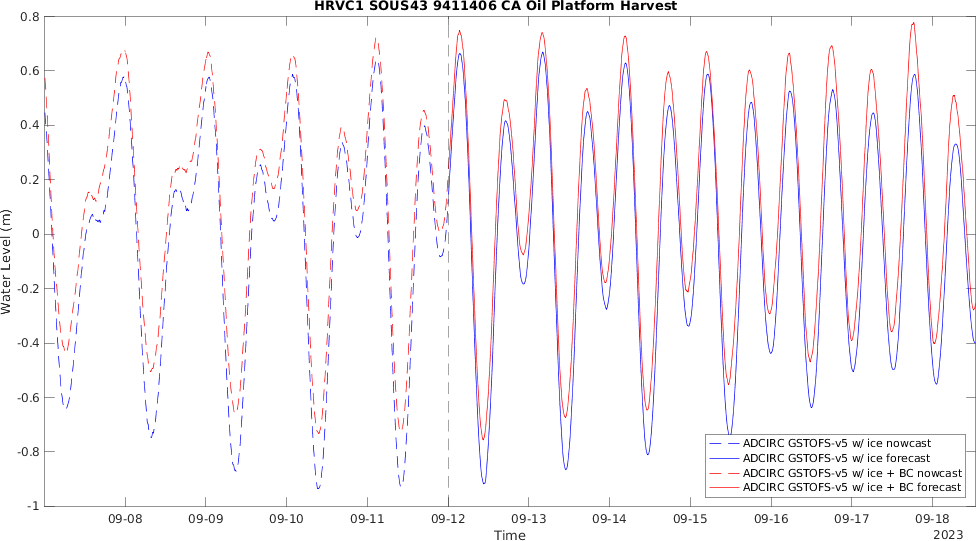 HRVC1 SOUS43 9411406 CA Oil Platform Harvest
0.8
0.6
0.4
0.2
0
-0.2
-0.4
-0.6
-0.8
-1
Water Level (m)
ADCIRC GSTOFS-v5 w/ ice nowcast
ADCIRC GSTOFS-v5 w/ ice forecast
ADCIRC GSTOFS-v5 w/ ice + BC nowcast
ADCIRC GSTOFS-v5 w/ ice + BC forecast
09-08 09-09 09-10 09-11 09-12 09-13 09-14 09-15 09-16 09-17 09-18
Time
2023